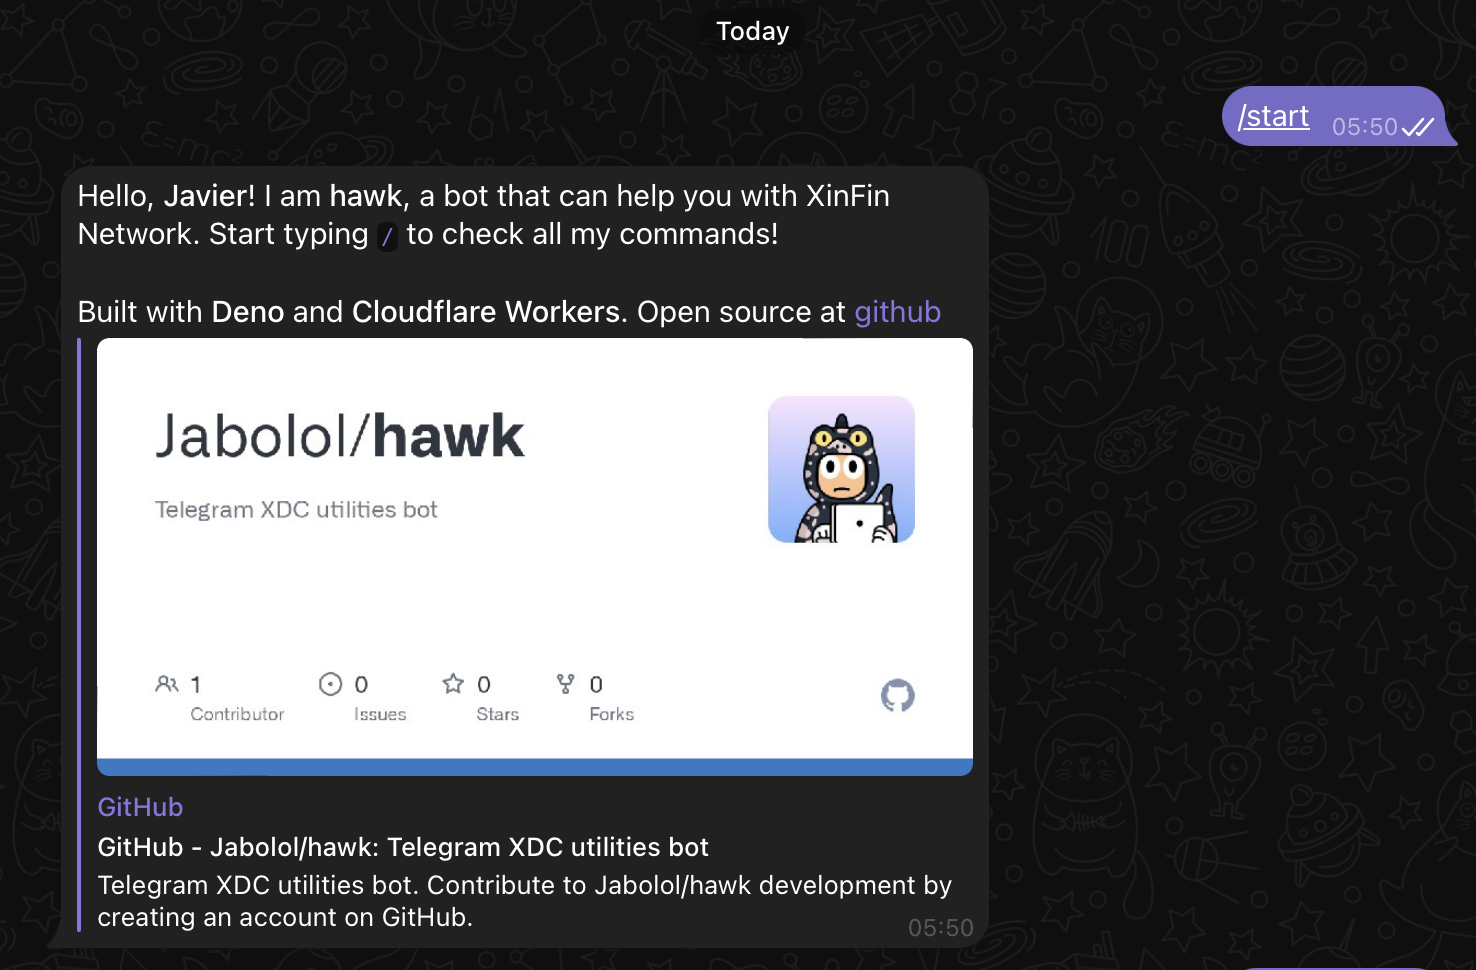 Today
/start
05:50
Hello, Javier! I am hawk, a bot that can help you with XinFin
Network. Start typing / to check all my commands!
Built with Deno and Cloudflare Workers. Open source at github
Jabolol/hawk
Telegram XDC utilities bot
1
Contributor
0
Issues
0
Stars
0
Forks
GitHub
GitHub - Jabolol/hawk: Telegram XDC utilities bot
Telegram XDC utilities bot. Contribute to Jabolol/hawk development by
creating an account on GitHub.
05:50